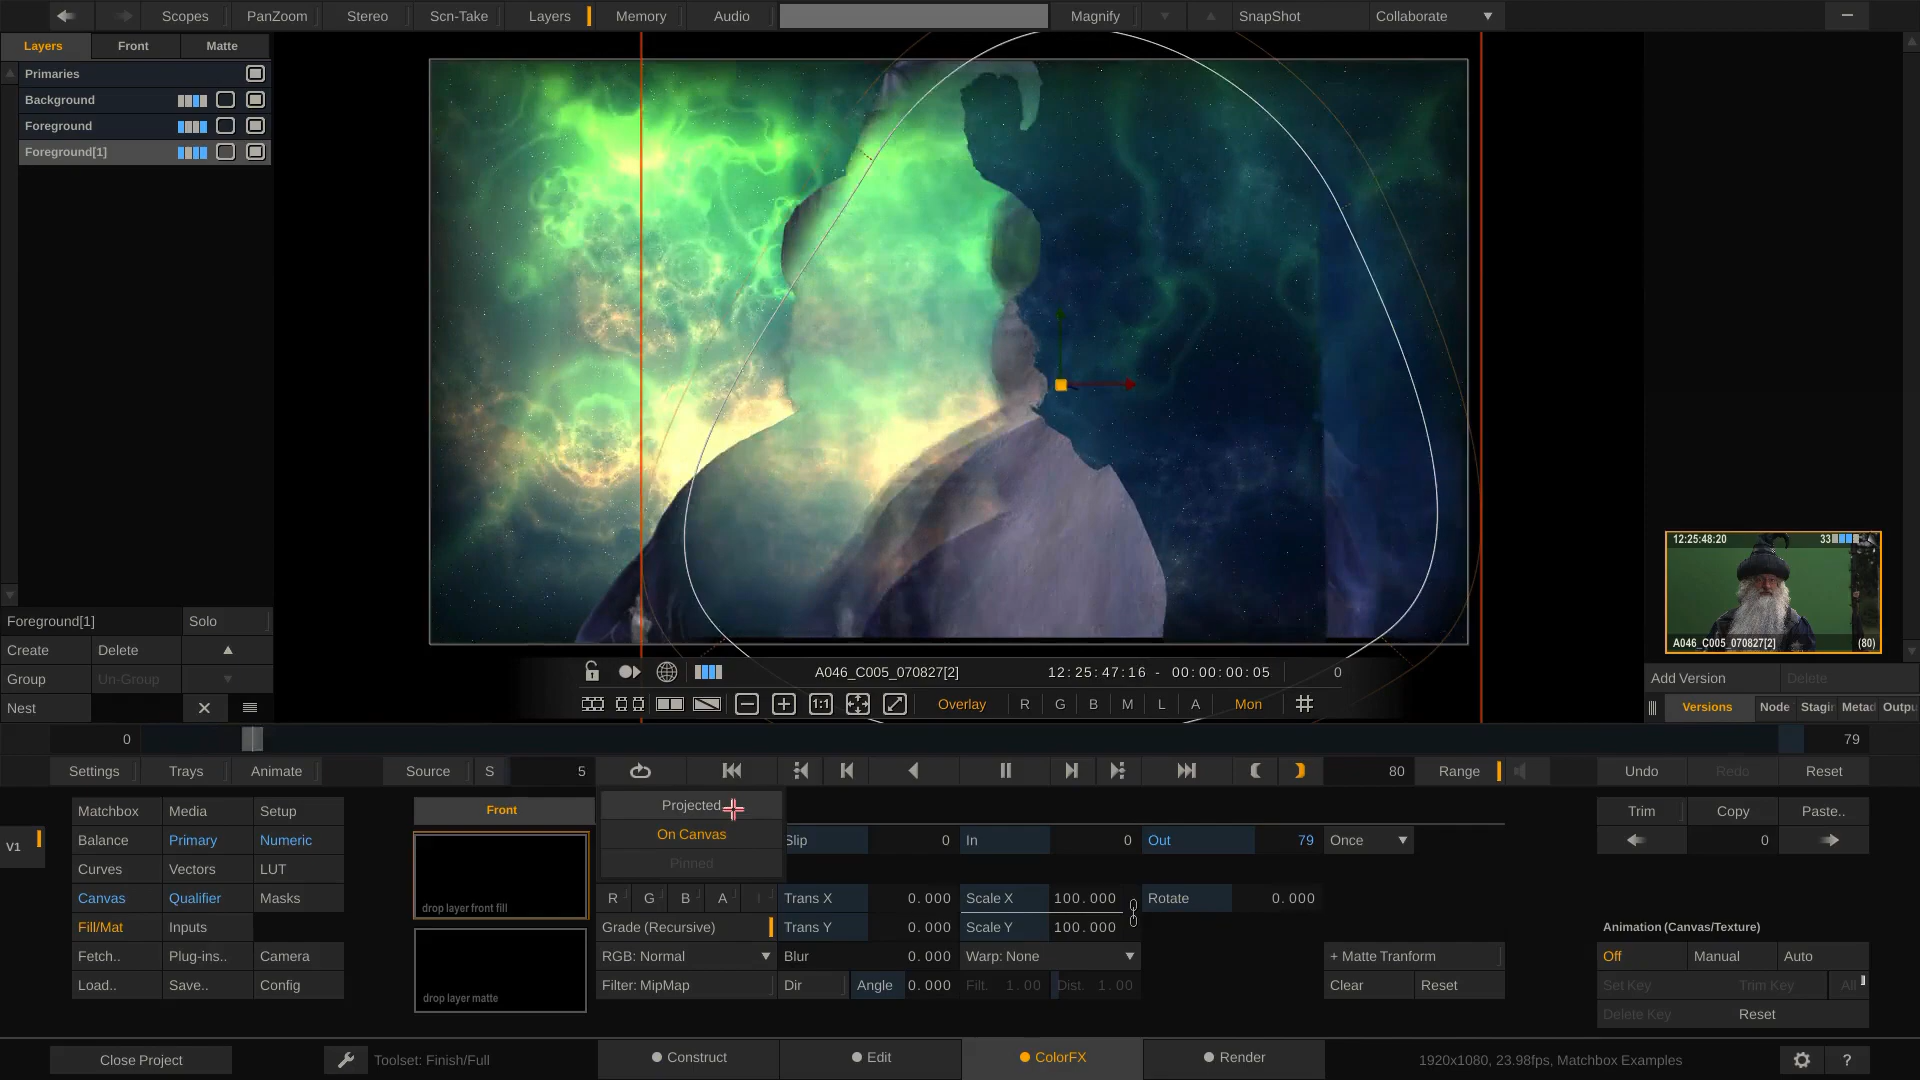 Scopes PanZoom Stereo Scn-Take Layers Memory Audio Magnify SnapShot Collaborate
Layers Front Matte
Primaries
Background
Foreground
Foreground[1]
12:25:48:20 33
A046_C005_070827[2] (80)
Foreground[1] Solo
Create Delete
Group Un-Group
Nest
A046_C005_070827[2] 12:25:47:16 - 00:00:00:05 0
1:1 Overlay R G B M L A Mon
Add Version Delete
Versions Node Stagin Metad Outpu
0 79
Settings Trays Animate Source S 5 80 Range Undo Redo Reset
Matchbox Media Setup
Balance Primary Numeric
Curves Vectors LUT
Canvas Qualifier Masks
Fill/Mat Inputs
Fetch.. Plug-ins.. Camera
Load.. Save.. Config
V1
Front
drop layer front fill
drop layer matte
Projected
On Canvas
Pinned
Slip 0 In 0 Out 79 Once
R G B A Trans X 0.000 Scale X 100.000 Rotate 0.000
Grade (Recursive) Trans Y 0.000 Scale Y 100.000
RGB: Normal Blur 0.000 Warp: None + Matte Tranform
Filter: MipMap Dir Angle 0.000 Filt. 1.00 Dist. 1.00 Clear Reset
Trim Copy Paste..
0
Animation (Canvas/Texture)
Off Manual Auto
Set Key Trim Key All
Delete Key Reset
Close Project Toolset: Finish/Full Construct Edit ColorFX Render 1920x1080, 23.98fps, Matchbox Examples ?